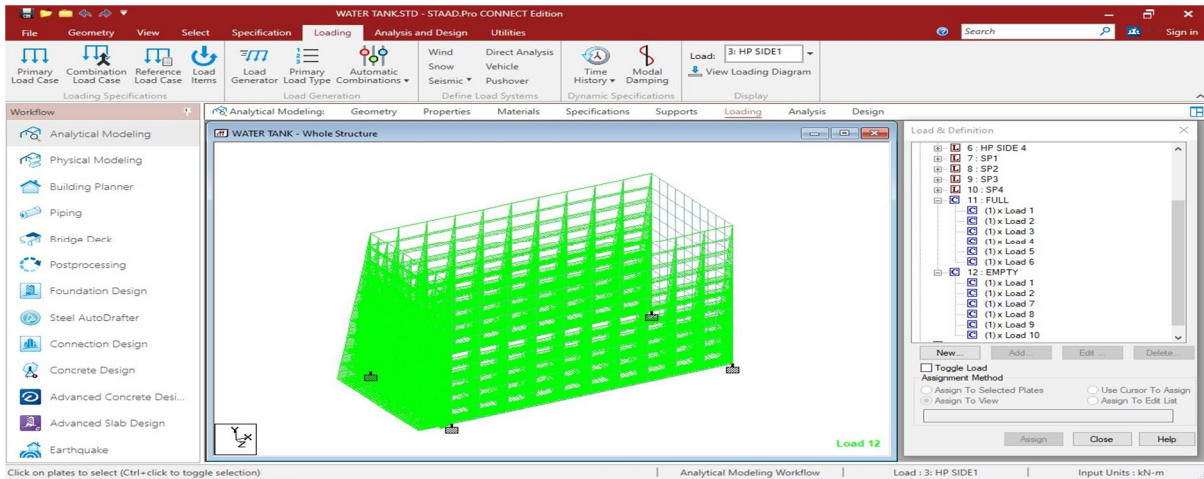 WATER TANK.STD - STAAD.Pro CONNECT Edition
File Geometry View Select Specification Loading Analysis and Design Utilities Search Sign in
Primary Load Case
Combination Load Case
Reference Load Case
Load Items
Loading Specifications
Load Generator
Primary Load Type
Automatic Combinations
Load Generation
Wind Direct Analysis
Snow Vehicle
Seismic Pushover
Define Load Systems
Time History
Modal Damping
Dynamic Specifications
Load: 3: HP SIDE1
View Loading Diagram
Display
Workflow
Analytical Modeling: Geometry Properties Materials Specifications Supports Loading Analysis Design
Analytical Modeling
Physical Modeling
Building Planner
Piping
Bridge Deck
Postprocessing
Foundation Design
Steel AutoDrafter
Connection Design
Concrete Design
Advanced Concrete Desi...
Advanced Slab Design
Earthquake
WATER TANK - Whole Structure
Y
X
Z
Load 12
Load & Definition
6 : HP SIDE 4
7 : SP1
8 : SP2
9 : SP3
10 : SP4
11 : FULL
(1) x Load 1
(1) x Load 2
(1) x Load 3
(1) x Load 4
(1) x Load 5
(1) x Load 6
12 : EMPTY
(1) x Load 1
(1) x Load 2
(1) x Load 7
(1) x Load 8
(1) x Load 9
(1) x Load 10
New... Add... Edit ... Delete...
Toggle Load
Assignment Method
Assign To Selected Plates Use Cursor To Assign
Assign To View Assign To Edit List
Assign Close Help
Click on plates to select (Ctrl+click to toggle selection) Analytical Modeling Workflow Load : 3: HP SIDE1 Input Units : kN-m